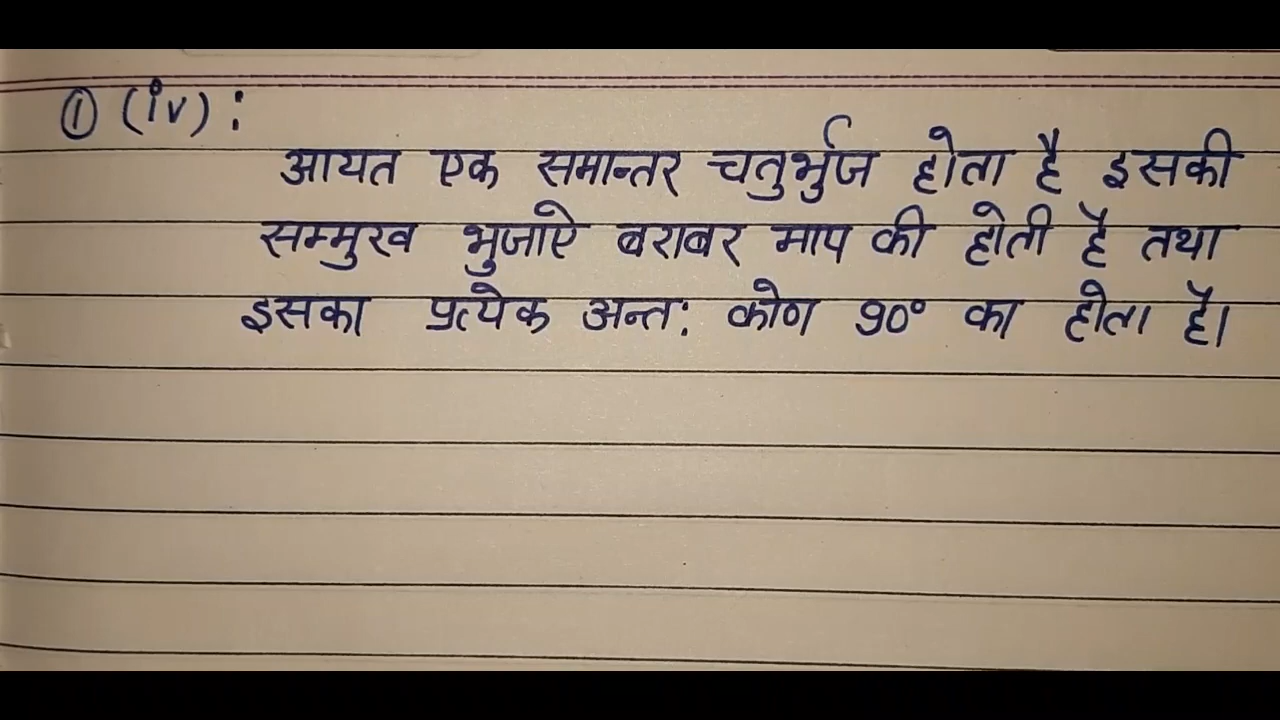 ① (iv) :
आयत एक समान्तर चतुर्भुज होता है इसकी
सम्मुख भुजाऐ बराबर माप की होती है तथा
इसका प्रत्येक अन्त: कोण 90° का होता है।